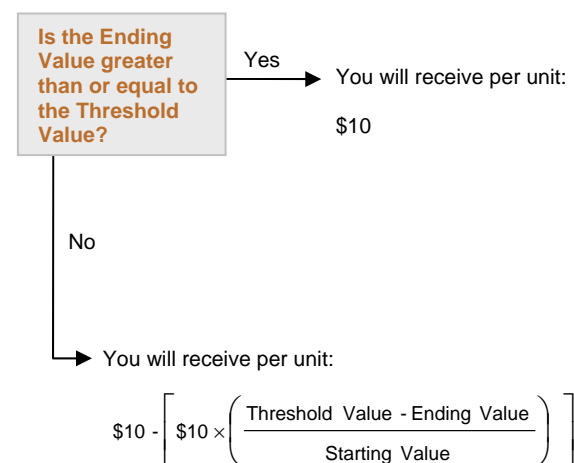 Is the Ending
Value greater
than or equal to
the Threshold
Value?
Yes
You will receive per unit:
$10
No
You will receive per unit:
$10 - [ $10 × ( Threshold Value - Ending Value
Starting Value ) ]